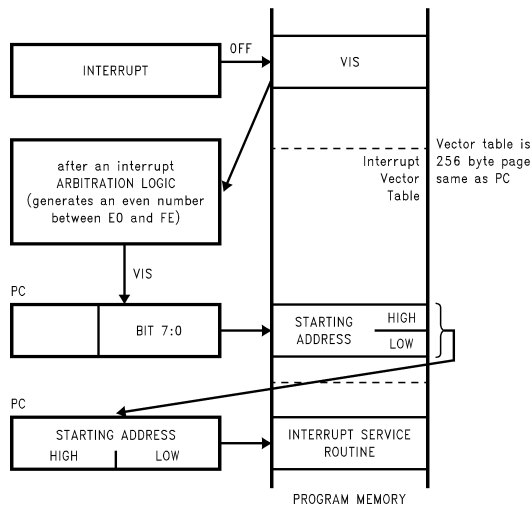 OFF
INTERRUPT
VIS
after an interrupt
ARBITRATION LOGIC
(generates an even number
between E0 and FE)
Interrupt
Vector
Table
Vector table is
256 byte page
same as PC
VIS
PC
BIT 7:0
STARTING
ADDRESS
HIGH
LOW
PC
STARTING ADDRESS
HIGH
LOW
INTERRUPT SERVICE
ROUTINE
PROGRAM MEMORY